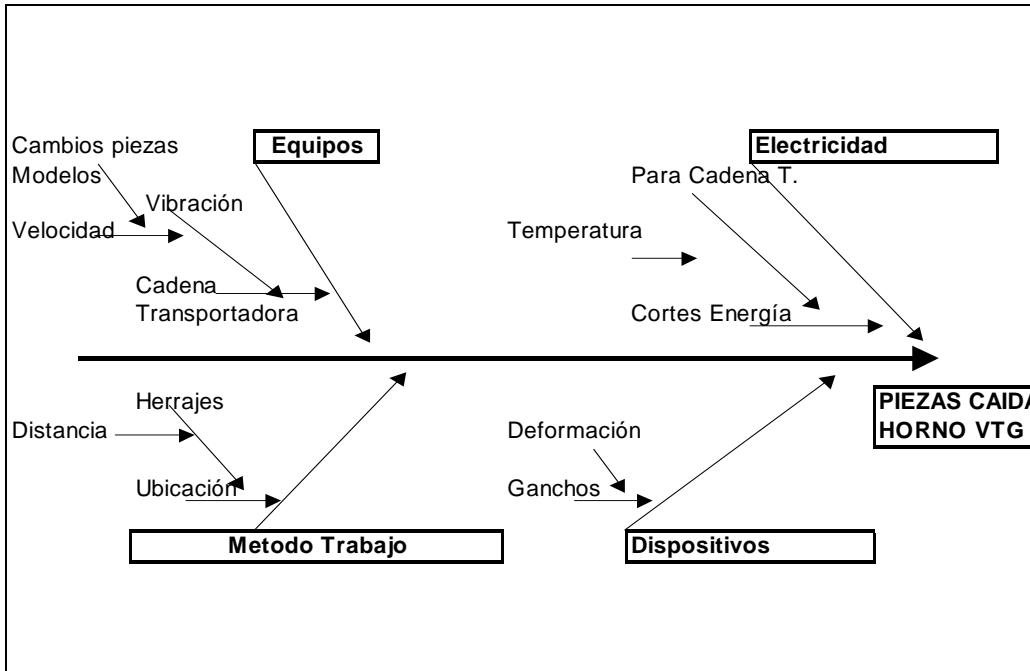 Equipos
Electricidad
Cambios piezas
Modelos
Para Cadena T.
Vibración
Velocidad
Temperatura
Cadena
Transportadora
Cortes Energía
PIEZAS CAIDA
HORNO VTG
Herrajes
Distancia
Deformación
Ubicación
Ganchos
Metodo Trabajo
Dispositivos